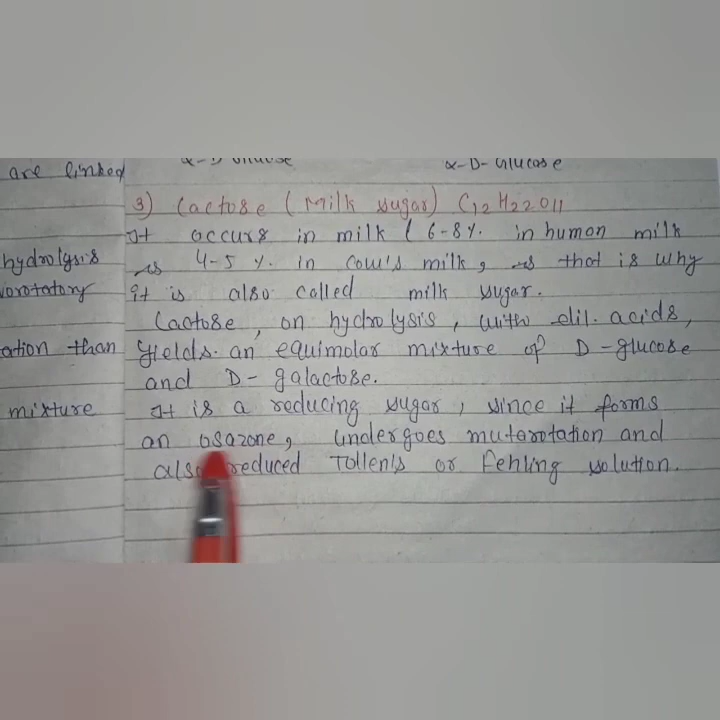 are linked
α-D-Glucose
3) Lactose (Milk sugar) C12H22O11
It occurs in milk (6-8% in human milk
hydrolysis
4-5 % in cow's milk, that is why
it is also called milk sugar.
Lactose, on hydrolysis, with dil. acids,
ation than
yields an equimolar mixture of D-glucose
and D-galactose.
mixture
It is a reducing sugar, since it forms
an osazone, undergoes mutarotation and
also reduced Tollen's or Fehling solution.